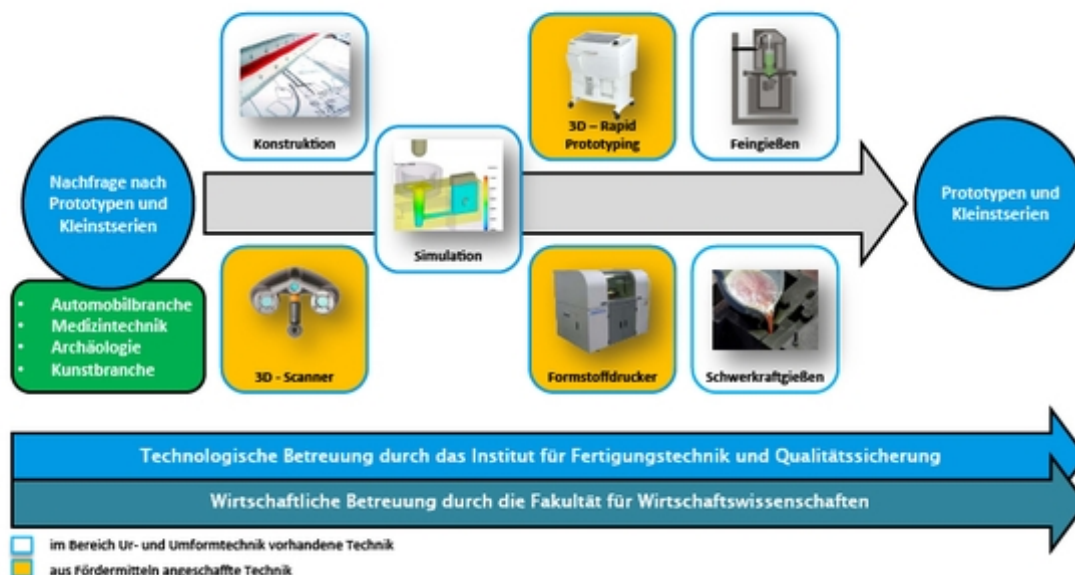 Konstruktion
3D – Rapid
Prototyping
Feingießen
Nachfrage nach
Prototypen und
Kleinstserien
Simulation
Prototypen und
Kleinstserien
• Automobilbranche
• Medizintechnik
• Archäologie
• Kunstbranche
3D - Scanner
Formstoffdrucker
Schwerkraftgießen
Technologische Betreuung durch das Institut für Fertigungstechnik und Qualitätssicherung
Wirtschaftliche Betreuung durch die Fakultät für Wirtschaftswissenschaften
im Bereich Ur- und Umformtechnik vorhandene Technik
aus Fördermitteln angeschaffte Technik